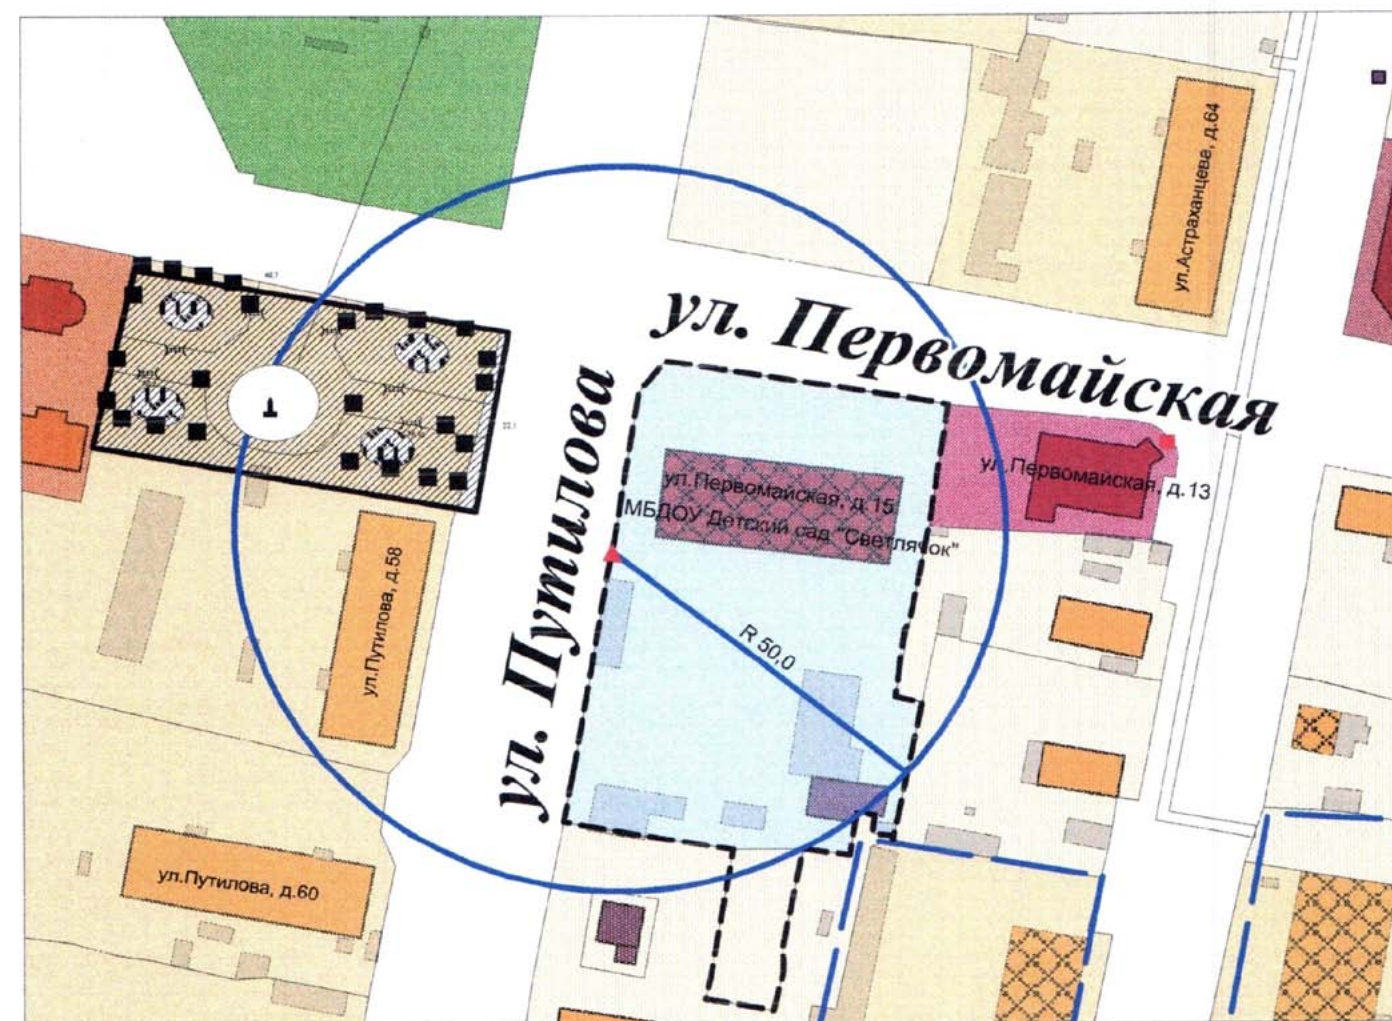 ул.Астраханцева, д.64
ул. Первомайская
ул. Путилова
ул.Первомайская, д.15
МБДОУ Детский сад "Светлячок"
ул.Первомайская, д.13
ул.Путилова, д.58
R 50,0
ул.Путилова, д.60